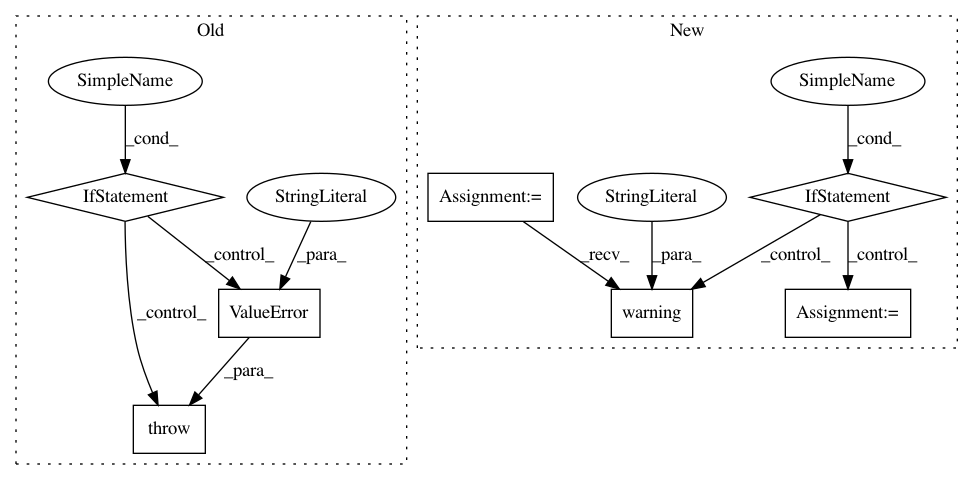 Old
New
SimpleName
SimpleName
_cond_
_cond_
IfStatement
StringLiteral
Assignment:=
StringLiteral
IfStatement
_control_
_para_
_recv_
_para_
_control_
_control_
_control_
ValueError
warning
Assignment:=
_para_
throw